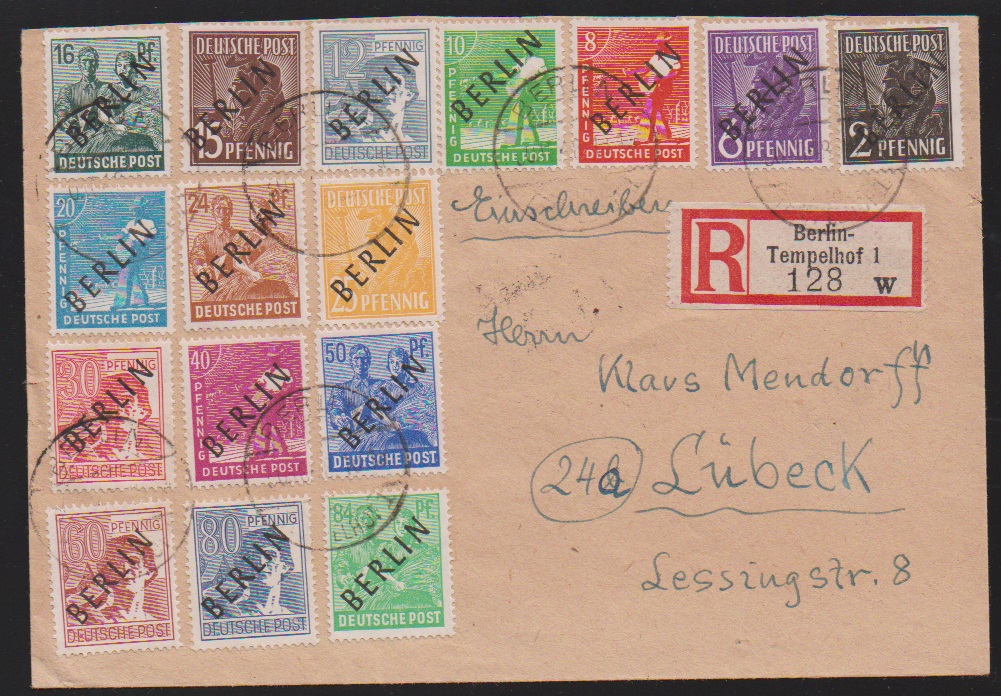 16 Pf.
BERLIN
DEUTSCHE POST
DEUTSCHE POST
BERLIN
15 PFENNIG
12 PFENNIG
BERLIN
DEUTSCHE POST
10
PFENNIG
BERLIN
DEUTSCHE POST
8
PFENNIG
BERLIN
DEUTSCHE POST
DEUTSCHE POST
BERLIN
6 PFENNIG
DEUTSCHE POST
BERLIN
2 PFENNIG
20
PFENNIG
BERLIN
DEUTSCHE POST
24 Pf.
BERLIN
DEUTSCHE POST
DEUTSCHE POST
BERLIN
25 PFENNIG
Einschreiben
R
Berlin-
Tempelhof 1
128 w
30 PFENNIG
BERLIN
DEUTSCHE POST
40
PFENNIG
BERLIN
DEUTSCHE POST
50 Pf.
BERLIN
DEUTSCHE POST
Herrn
Klaus Mendorff
24a Lübeck
Lessingstr. 8
60 PFENNIG
BERLIN
DEUTSCHE POST
80 PFENNIG
BERLIN
DEUTSCHE POST
84 Pf.
BERLIN
DEUTSCHE POST